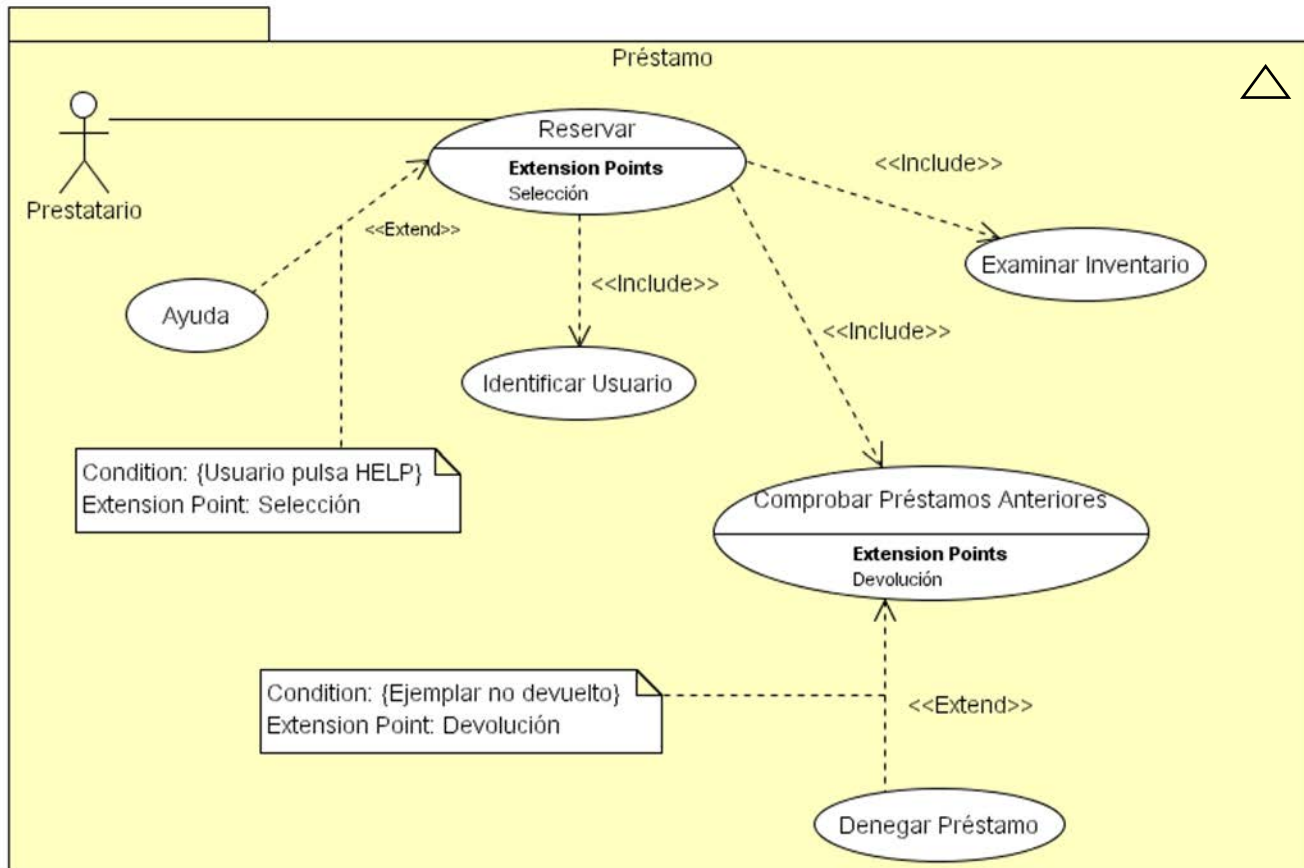 Préstamo
Prestatario
Reservar
Extension Points
Selección
<<Include>>
<<Extend>>
Examinar Inventario
<<Include>>
Ayuda
<<Include>>
Identificar Usuario
Condition: {Usuario pulsa HELP}
Extension Point: Selección
Comprobar Préstamos Anteriores
Extension Points
Devolución
Condition: {Ejemplar no devuelto}
Extension Point: Devolución
<<Extend>>
Denegar Préstamo